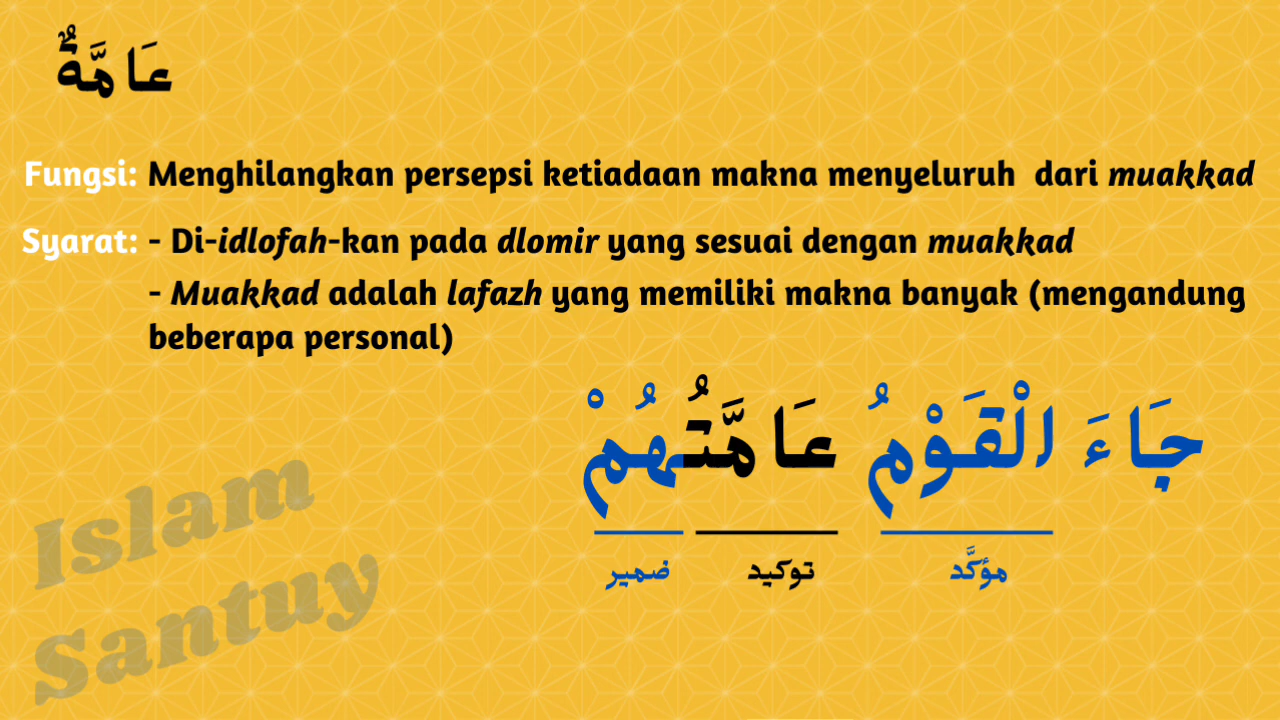 عَامَّةٌ
Fungsi: Menghilangkan persepsi ketiadaan makna menyeluruh dari muakkad
Syarat: - Di-idlofah-kan pada dlomir yang sesuai dengan muakkad
- Muakkad adalah lafazh yang memiliki makna banyak (mengandung
beberapa personal)
جَاءَ الْقَوْمُ عَامَّتُهُمْ
مؤكَّد توكيد ضمير
Islam
Santuy